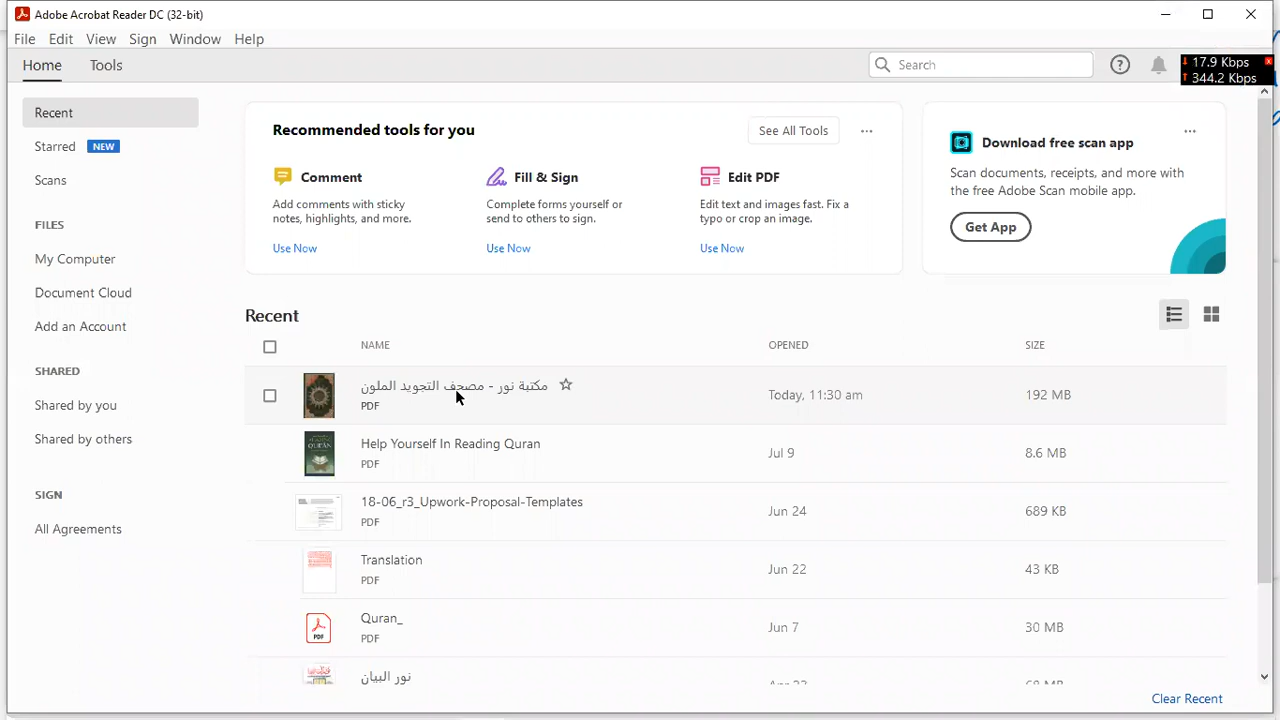 Adobe Acrobat Reader DC (32-bit)
File Edit View Sign Window Help
Home Tools
Search
17.9 Kbps
344.2 Kbps
Recent
Starred NEW
Scans
FILES
My Computer
Document Cloud
Add an Account
SHARED
Shared by you
Shared by others
SIGN
All Agreements
Recommended tools for you
See All Tools
Comment
Add comments with sticky
notes, highlights, and more.
Use Now
Fill & Sign
Complete forms yourself or
send to others to sign.
Use Now
Edit PDF
Edit text and images fast. Fix a
typo or crop an image.
Use Now
Download free scan app
Scan documents, receipts, and more with
the free Adobe Scan mobile app.
Get App
Recent
NAME OPENED SIZE
مكتبة نور - مصحف التجويد الملون
PDF
Today, 11:30 am
192 MB
Help Yourself In Reading Quran
PDF
Jul 9
8.6 MB
18-06_r3_Upwork-Proposal-Templates
PDF
Jun 24
689 KB
Translation
PDF
Jun 22
43 KB
Quran_
PDF
Jun 7
30 MB
نور البيان
Clear Recent